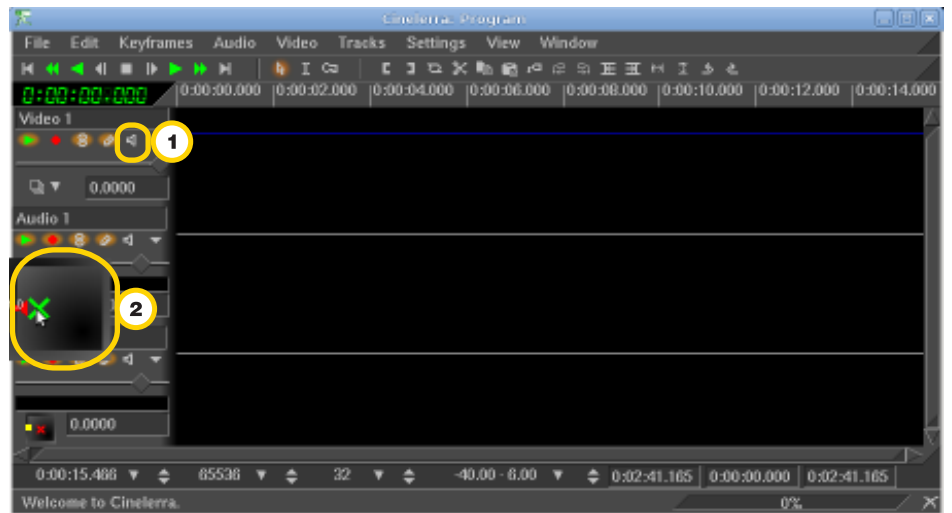 Cinelerra: Program
File Edit Keyframes Audio Video Tracks Settings View Window
0:00:00:000 0:00:00.000 0:00:02.000 0:00:04.000 0:00:06.000 0:00:08.000 0:00:10.000 0:00:12.000 0:00:14.000
Video 1
1
0.0000
Audio 1
2
0.0000
0:00:15.466 65536 32 -40.00 - 6.00 0:02:41.165 0:00:00.000 0:02:41.165
Welcome to Cinelerra. 0%